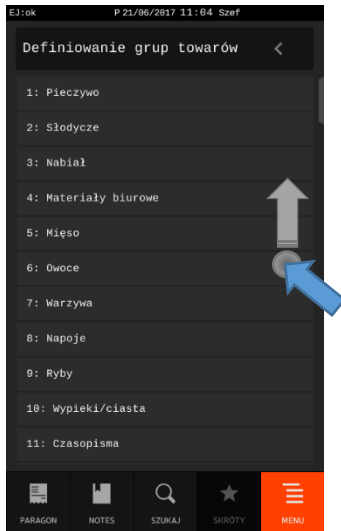 EJ:ok P 21/06/2017 11:04 Szef
Definiowanie grup towarów <
1: Pieczywo
2: Słodycze
3: Nabiał
4: Materiały biurowe
5: Mięso
6: Owoce
7: Warzywa
8: Napoje
9: Ryby
10: Wypieki/ciasta
11: Czasopisma
PARAGON NOTES SZUKAJ SKRÓTY MENU